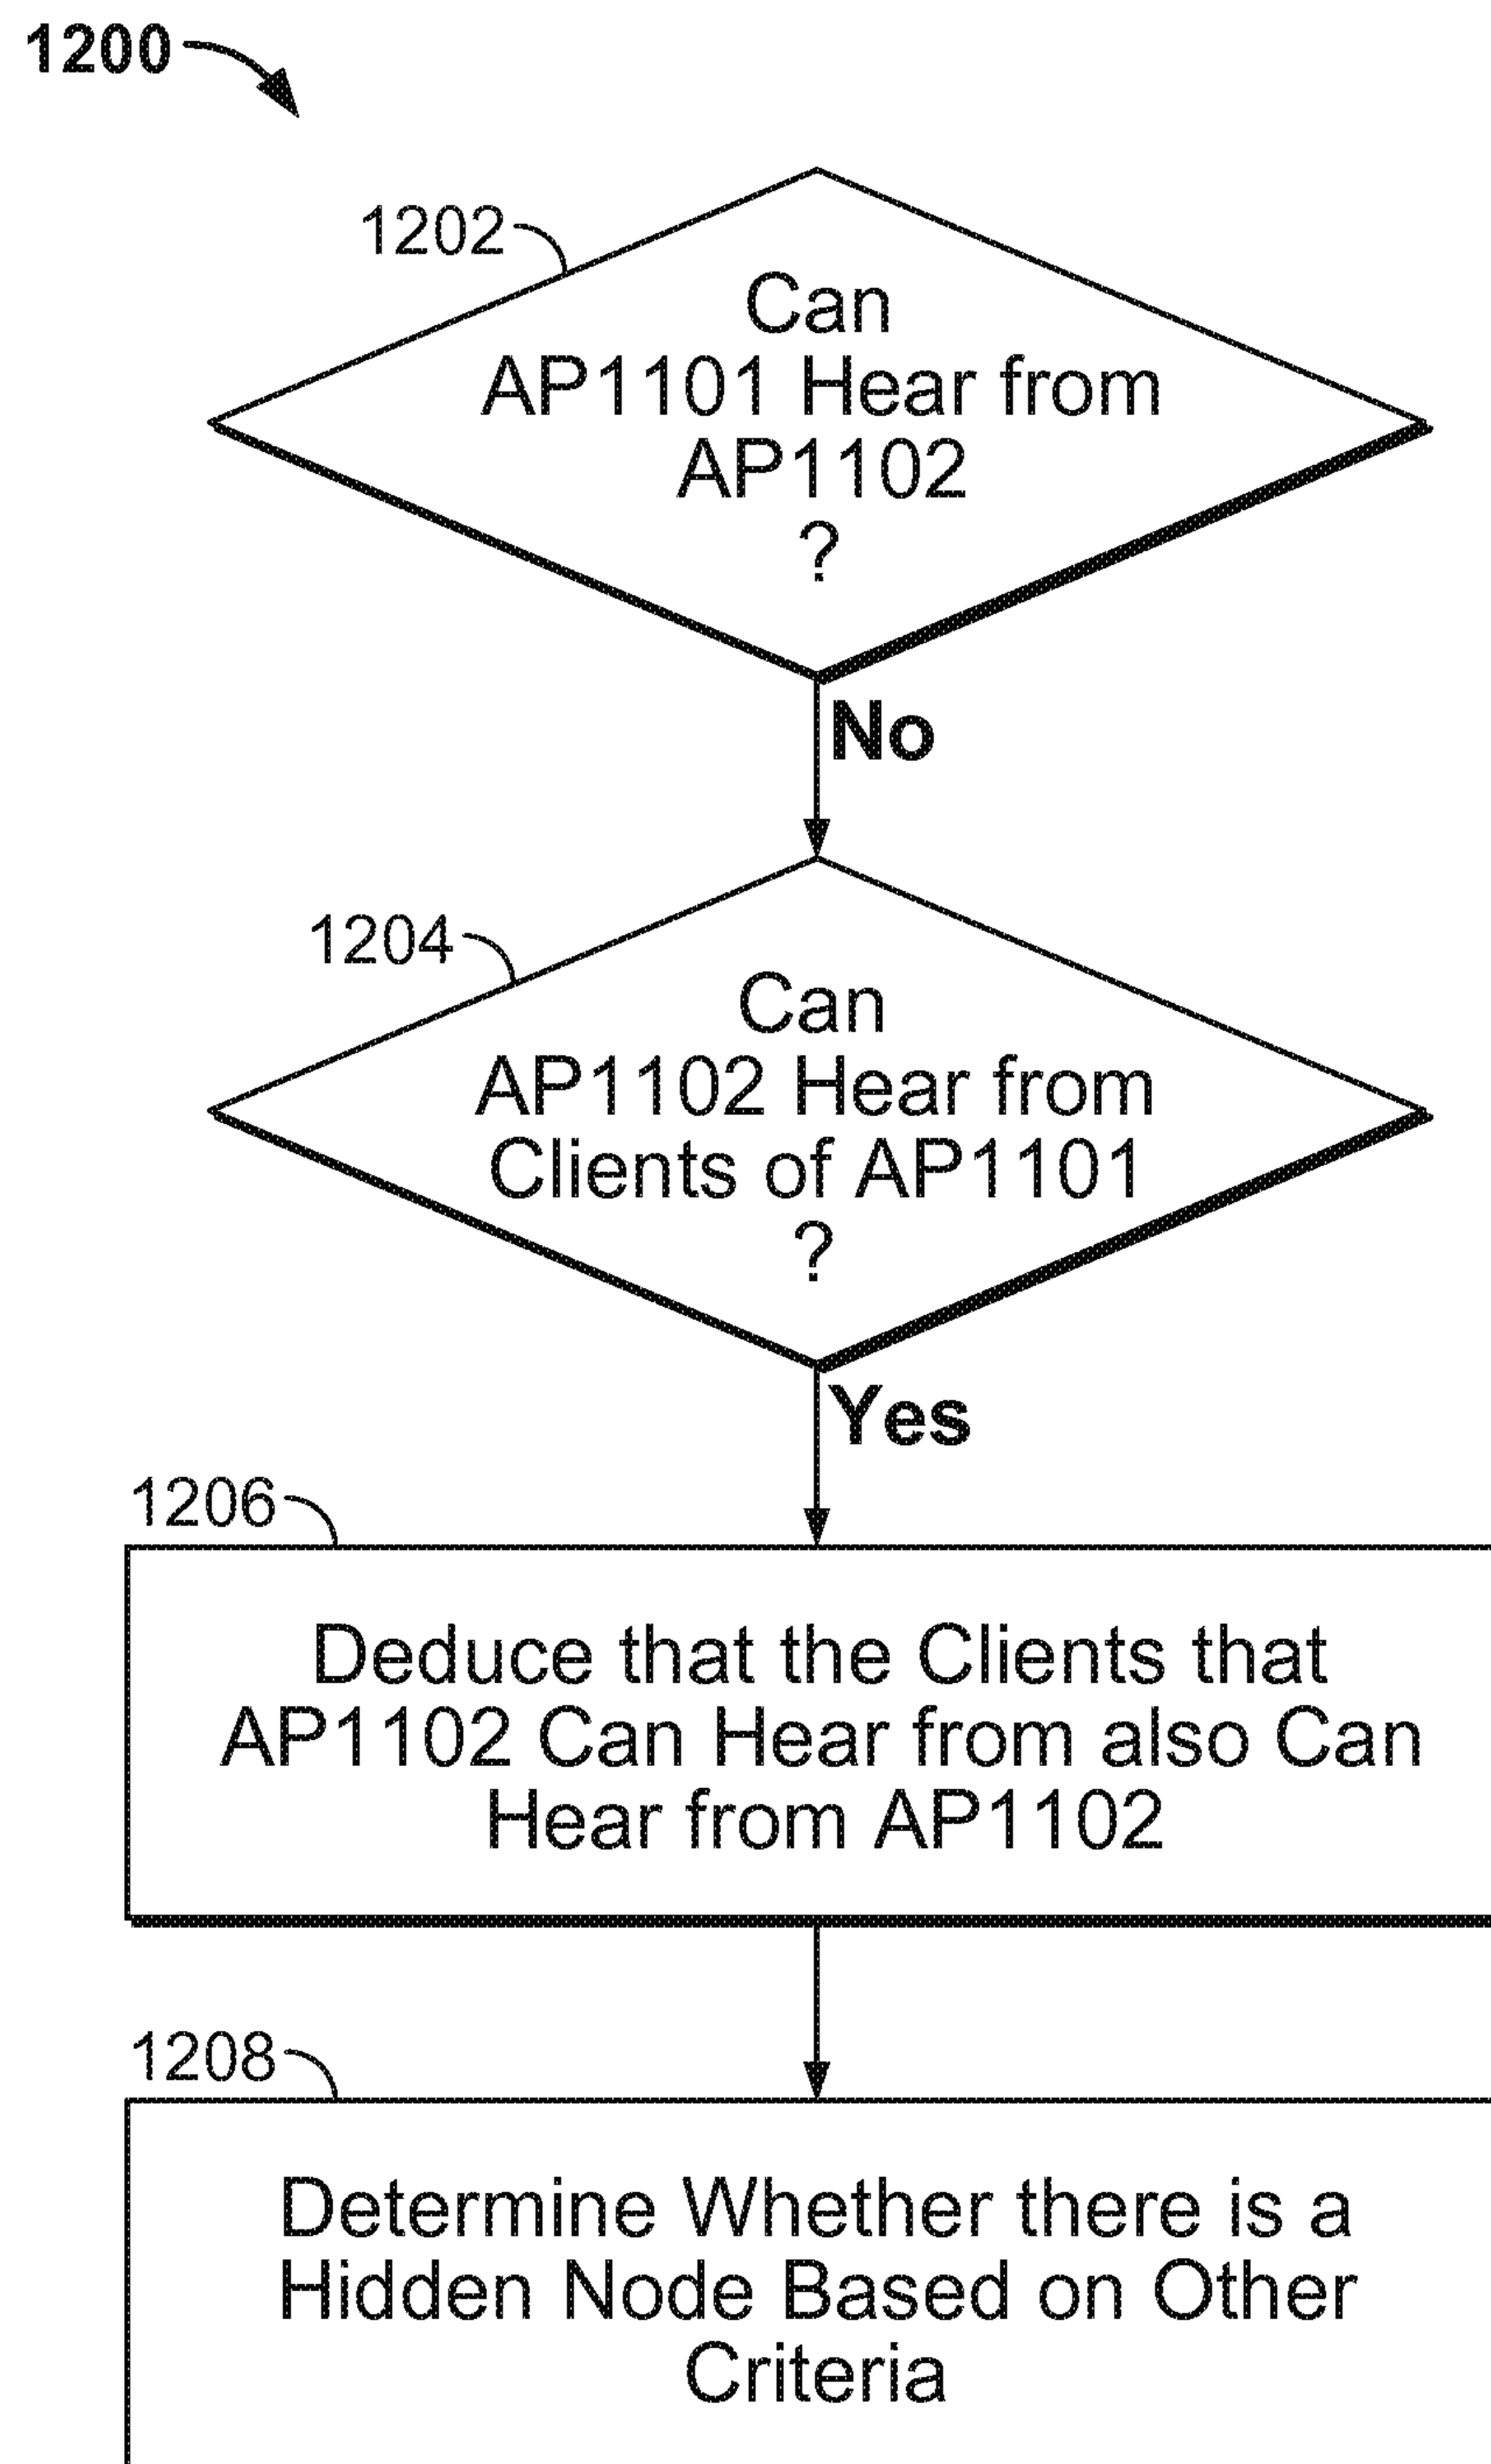 1200
1202
Can
AP1101 Hear from
AP1102
?
No
1204
Can
AP1102 Hear from
Clients of AP1101
?
Yes
1206
Deduce that the Clients that
AP1102 Can Hear from also Can
Hear from AP1102
1208
Determine Whether there is a
Hidden Node Based on Other
Criteria